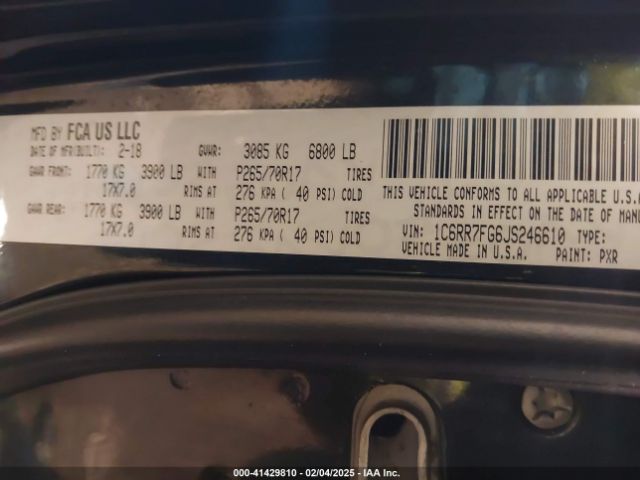 MFD BY FCA US LLC
DATE OF MFR(BUILT): 2-18 GVWR: 3085 KG 6800 LB
GAWR FRONT: 1770 KG 3900 LB WITH P265/70R17 TIRES
17X7.0 RIMS AT 276 KPA ( 40 PSI) COLD
GAWR REAR: 1770 KG 3900 LB WITH P265/70R17 TIRES
17X7.0 RIMS AT 276 KPA ( 40 PSI) COLD
THIS VEHICLE CONFORMS TO ALL APPLICABLE
STANDARDS IN EFFECT ON THE DATE OF MAN
VIN: 1C6RR7FG6JS246610 TYPE:
VEHICLE MADE IN U.S.A. PAINT: PXR
000-41429810 - 02/04/2025 - IAA Inc.